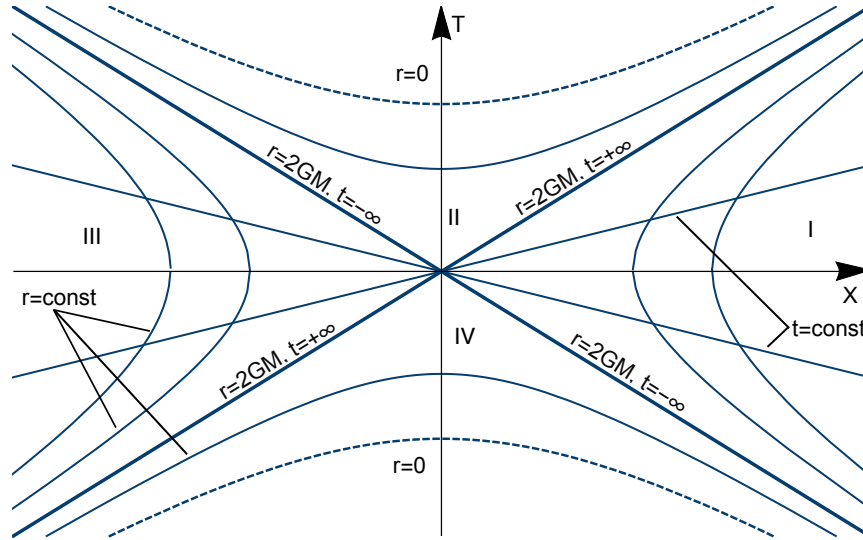 T
r=0
r=2GM. t=−∞
r=2GM. t=+∞
II
III
I
r=const
X
t=const
IV
r=2GM. t=+∞
r=2GM. t=−∞
r=0